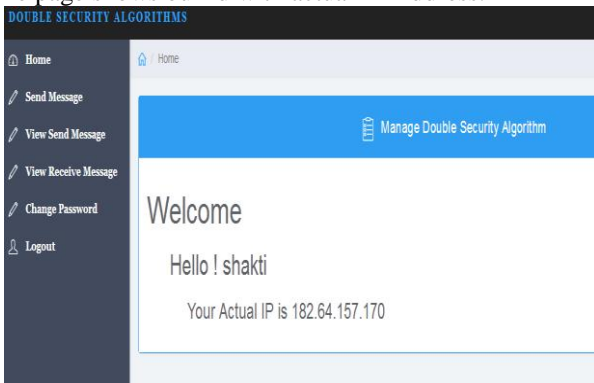 DOUBLE SECURITY ALGORITHMS
Home
Send Message
View Send Message
View Receive Message
Change Password
Logout
/ Home
Manage Double Security Algorithm
Welcome
Hello ! shakti
Your Actual IP is 182.64.157.170